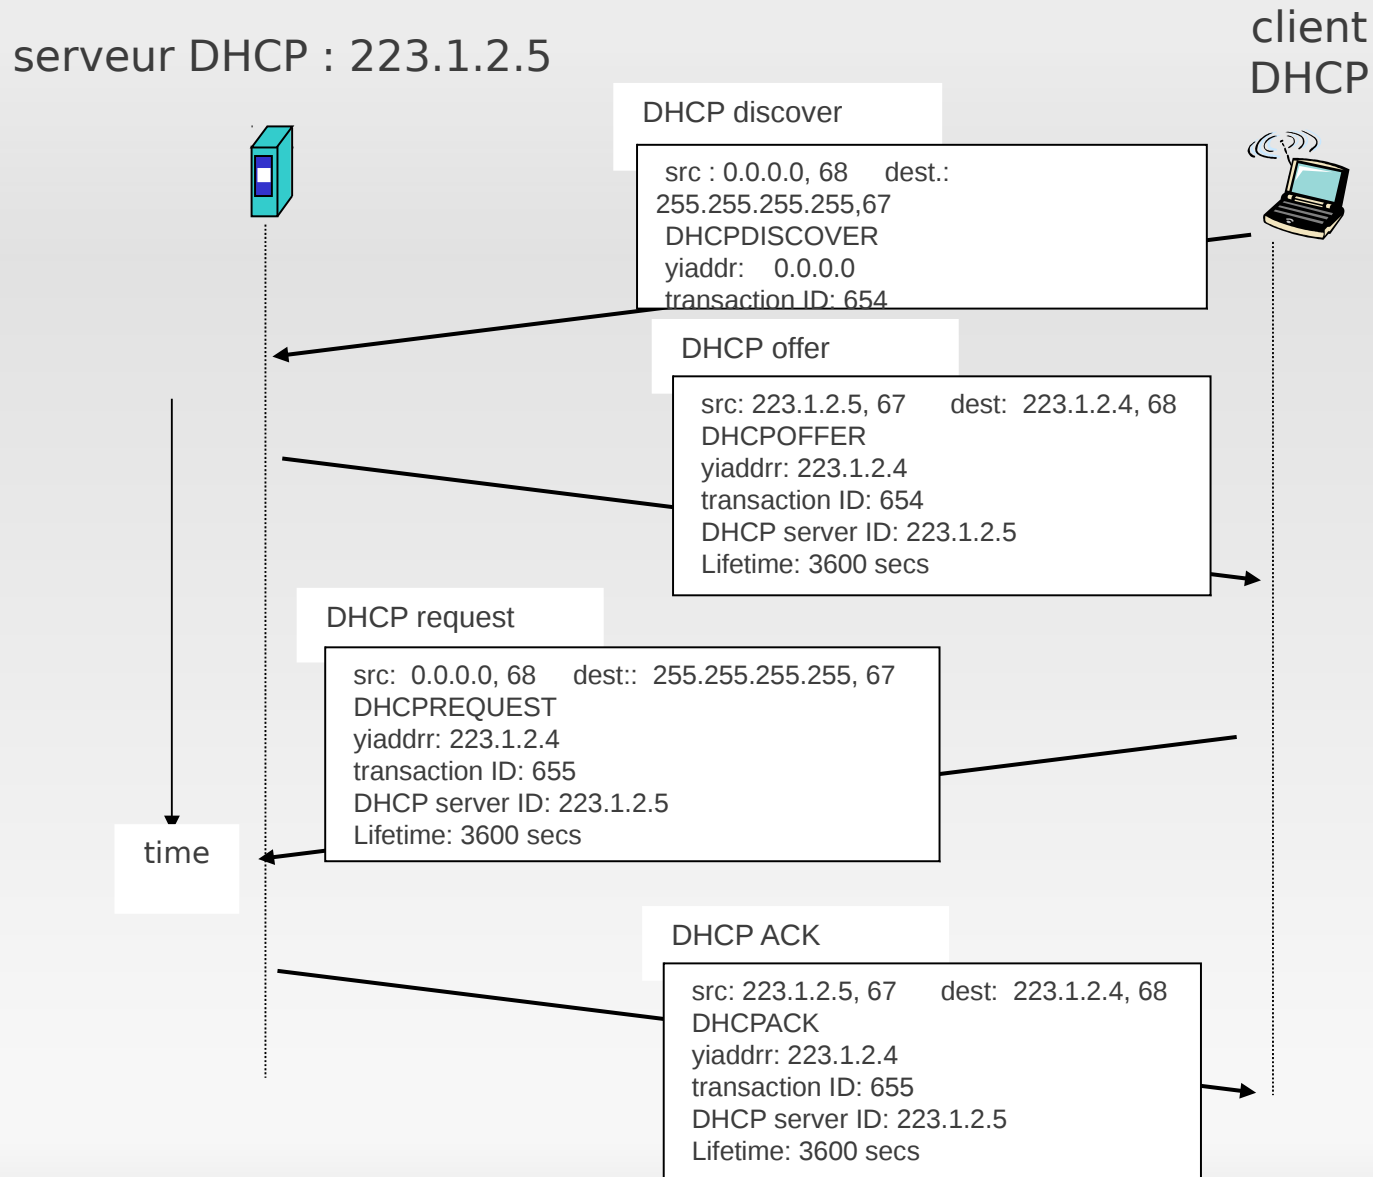 serveur DHCP : 223.1.2.5
client
DHCP
DHCP discover
src : 0.0.0.0, 68 dest.:
255.255.255.255,67
DHCPDISCOVER
yiaddr: 0.0.0.0
transaction ID: 654
DHCP offer
src: 223.1.2.5, 67 dest: 223.1.2.4, 68
DHCPOFFER
yiaddrr: 223.1.2.4
transaction ID: 654
DHCP server ID: 223.1.2.5
Lifetime: 3600 secs
DHCP request
src: 0.0.0.0, 68 dest:: 255.255.255.255, 67
DHCPREQUEST
yiaddrr: 223.1.2.4
transaction ID: 655
DHCP server ID: 223.1.2.5
Lifetime: 3600 secs
time
DHCP ACK
src: 223.1.2.5, 67 dest: 223.1.2.4, 68
DHCPACK
yiaddrr: 223.1.2.4
transaction ID: 655
DHCP server ID: 223.1.2.5
Lifetime: 3600 secs